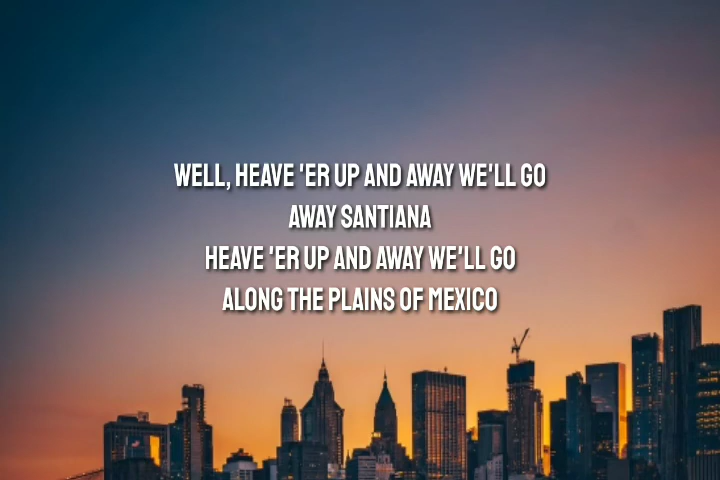 WELL, HEAVE 'ER UP AND AWAY WE'LL GO
AWAY SANTIANA
HEAVE 'ER UP AND AWAY WE'LL GO
ALONG THE PLAINS OF MEXICO